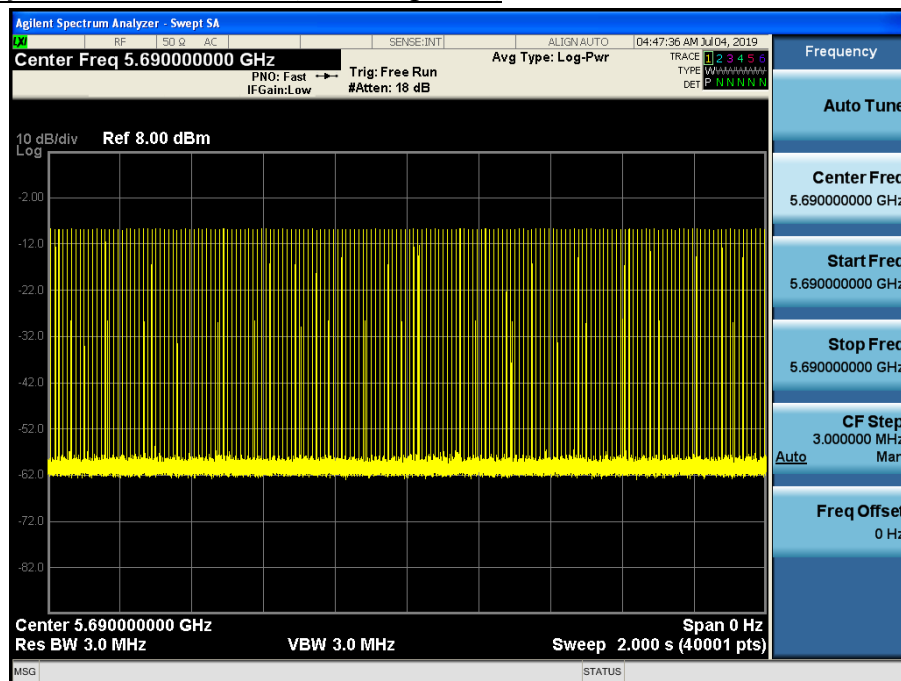 Agilent Spectrum Analyzer - Swept SA
LXI RF 50 Ω AC SENSE:INT ALIGN AUTO 04:47:36 AM Jul 04, 2019
Center Freq 5.690000000 GHz
PNO: Fast
IFGain:Low
Trig: Free Run
#Atten: 18 dB
Avg Type: Log-Pwr
TRACE 1 2 3 4 5 6
TYPE WWWWWW
DET P N N N N N
10 dB/div Ref 8.00 dBm
Log
-2.00
-12.0
-22.0
-32.0
-42.0
-52.0
-62.0
-72.0
-82.0
Center 5.690000000 GHz Span 0 Hz
Res BW 3.0 MHz VBW 3.0 MHz Sweep 2.000 s (40001 pts)
MSG STATUS
Frequency
Auto Tune
Center Freq
5.690000000 GHz
Start Freq
5.690000000 GHz
Stop Freq
5.690000000 GHz
CF Step
3.000000 MHz
Auto Man
Freq Offset
0 Hz